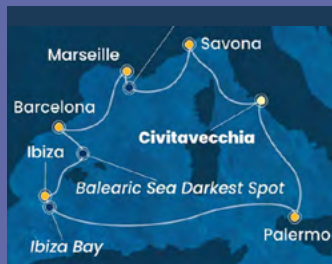 Marseille
Savona
Barcelona
Civitavecchia
Ibiza
Balearic Sea Darkest Spot
Ibiza Bay
Palermo